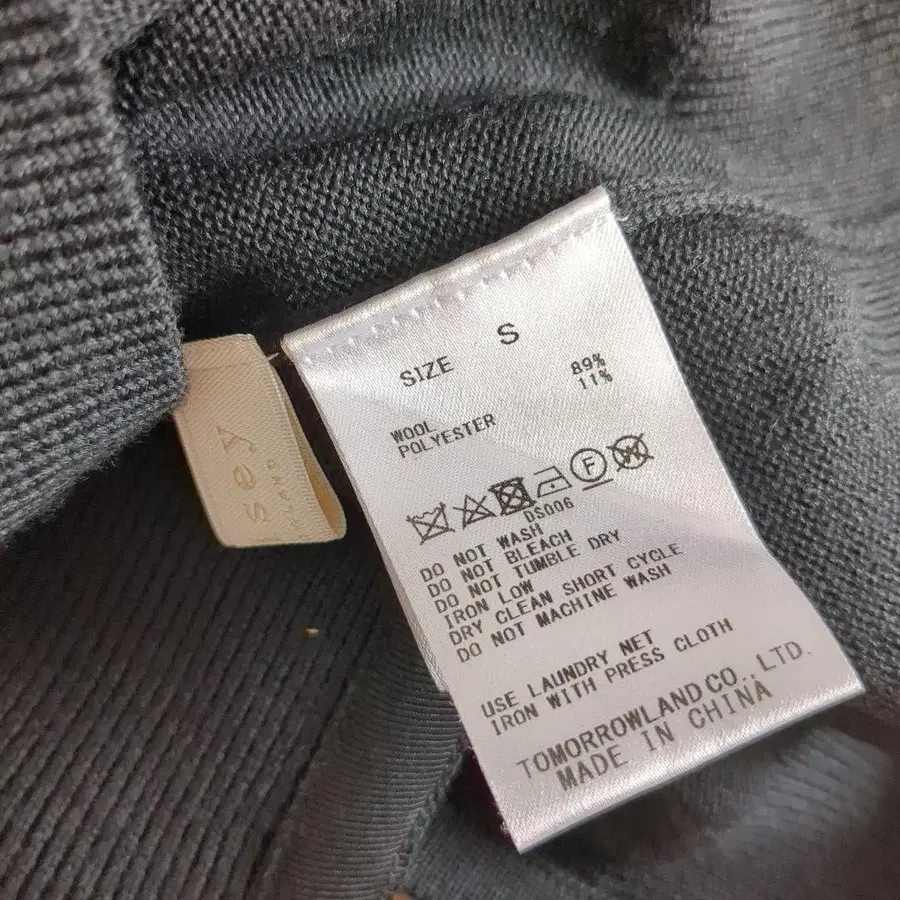 SIZE S
WOOL 89%
POLYESTER 11%
F W
DS006
DO NOT WASH
DO NOT BLEACH
DO NOT TUMBLE DRY
IRON LOW
DRY CLEAN SHORT CYCLE
DO NOT MACHINE WASH
USE LAUNDRY NET
IRON WITH PRESS CLOTH
TOMORROWLAND CO., LTD.
MADE IN CHINA
sey